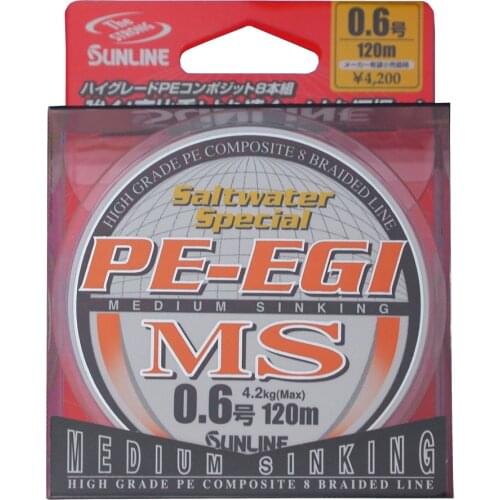 The STRONG
SUNLINE
0.6号
120m
メーカー希望小売価格
¥4,200
ハイグレードPEコンポジット8本組
HIGH GRADE PE COMPOSITE 8 BRAIDED LINE
Saltwater
Special
PE-EGI
MEDIUM SINKING
MS
4.2kg(Max)
0.6号 120m
SUNLINE
MEDIUM SINKING
HIGH GRADE PE COMPOSITE 8 BRAIDED LINE